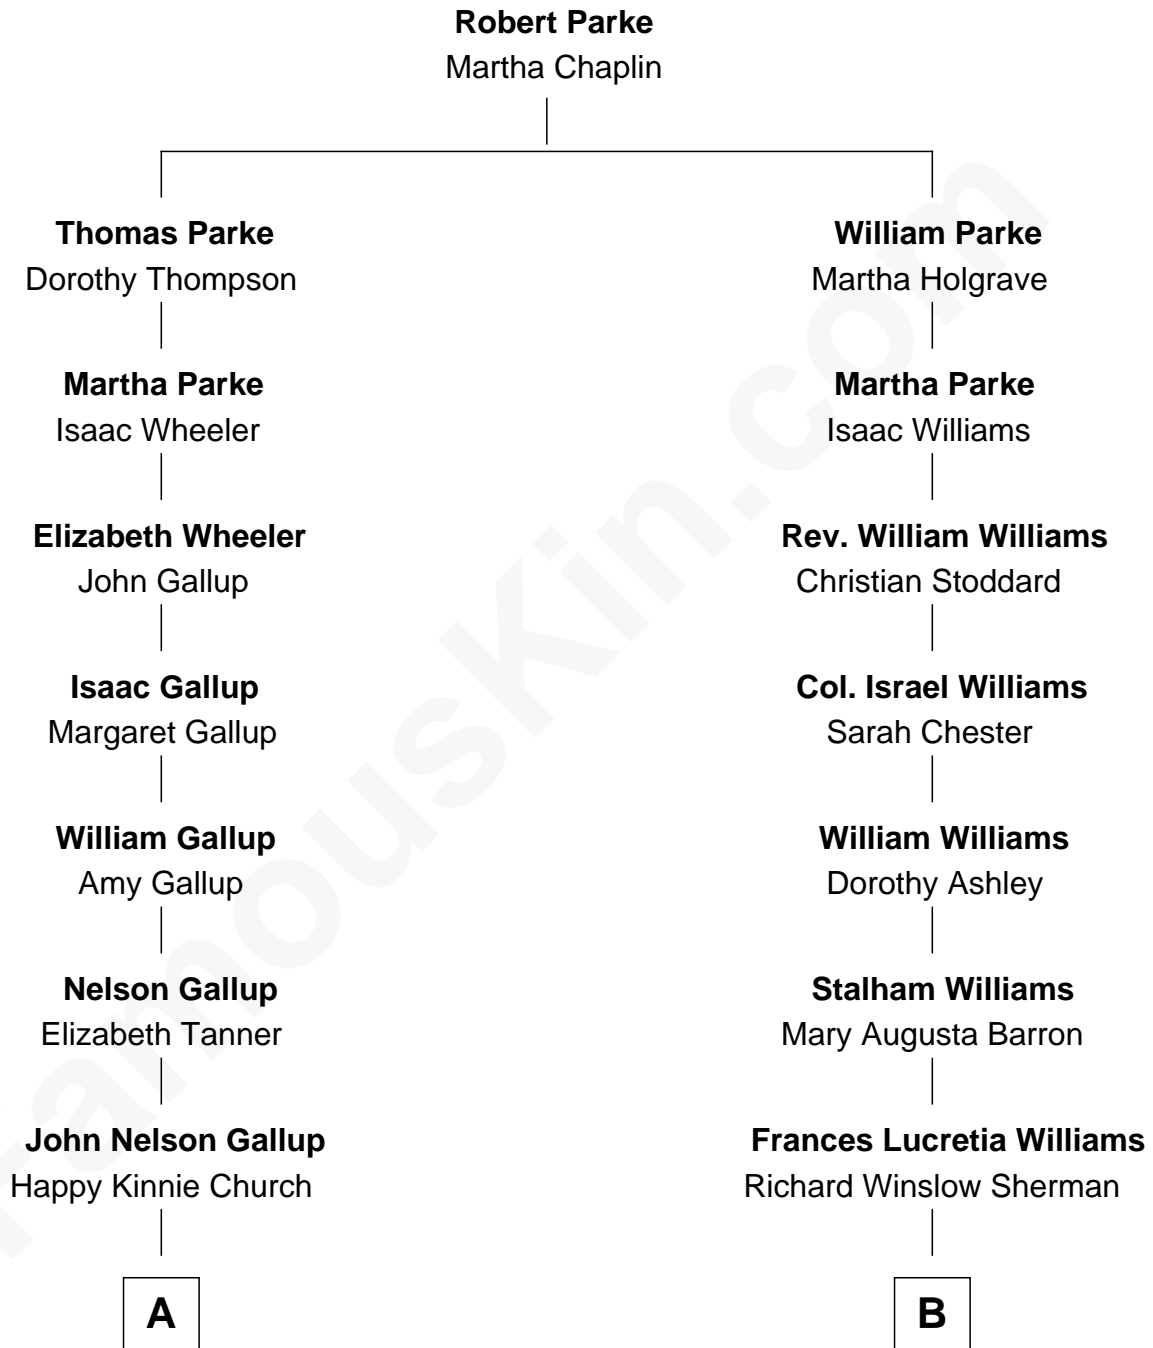 Robert Parke
Martha Chaplin
Thomas Parke
Dorothy Thompson
William Parke
Martha Holgrave
Martha Parke
Isaac Wheeler
Martha Parke
Isaac Williams
Elizabeth Wheeler
John Gallup
Rev. William Williams
Christian Stoddard
Isaac Gallup
Margaret Gallup
Col. Israel Williams
Sarah Chester
William Gallup
Amy Gallup
William Williams
Dorothy Ashley
Nelson Gallup
Elizabeth Tanner
Stalham Williams
Mary Augusta Barron
John Nelson Gallup
Happy Kinnie Church
Frances Lucretia Williams
Richard Winslow Sherman
A
B
FamousKin.com